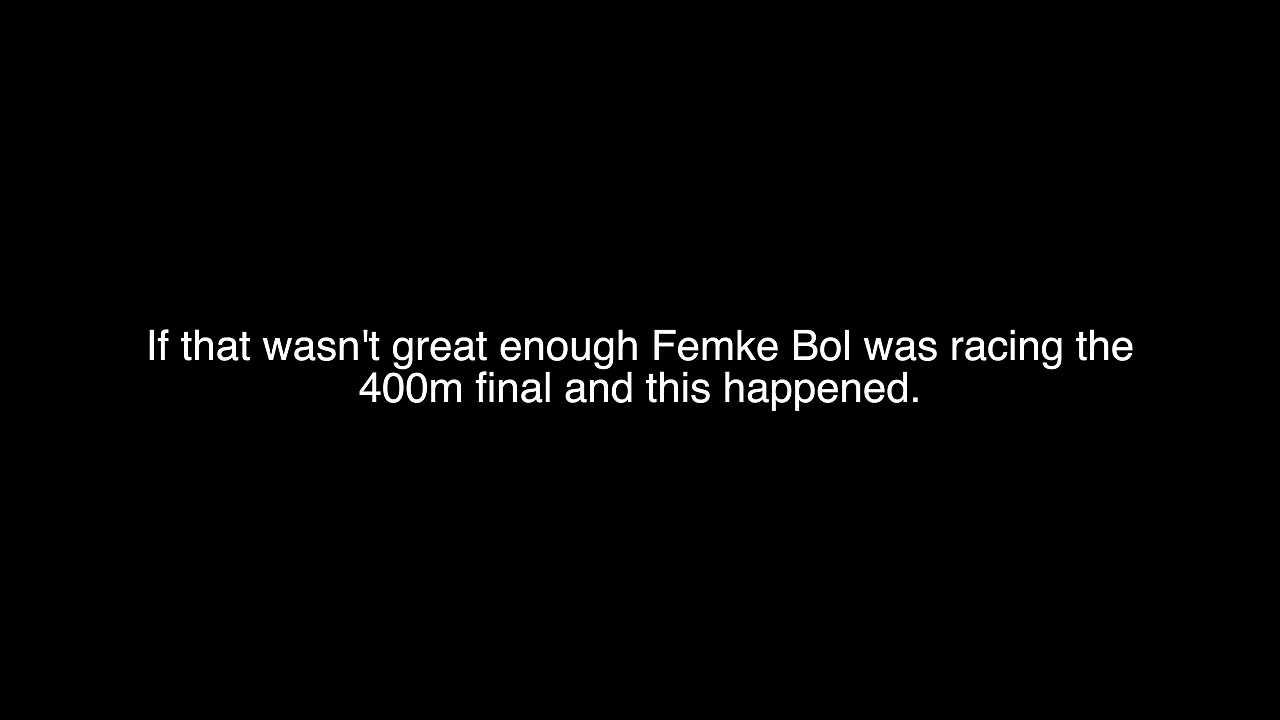 If that wasn't great enough Femke Bol was racing the
400m final and this happened.